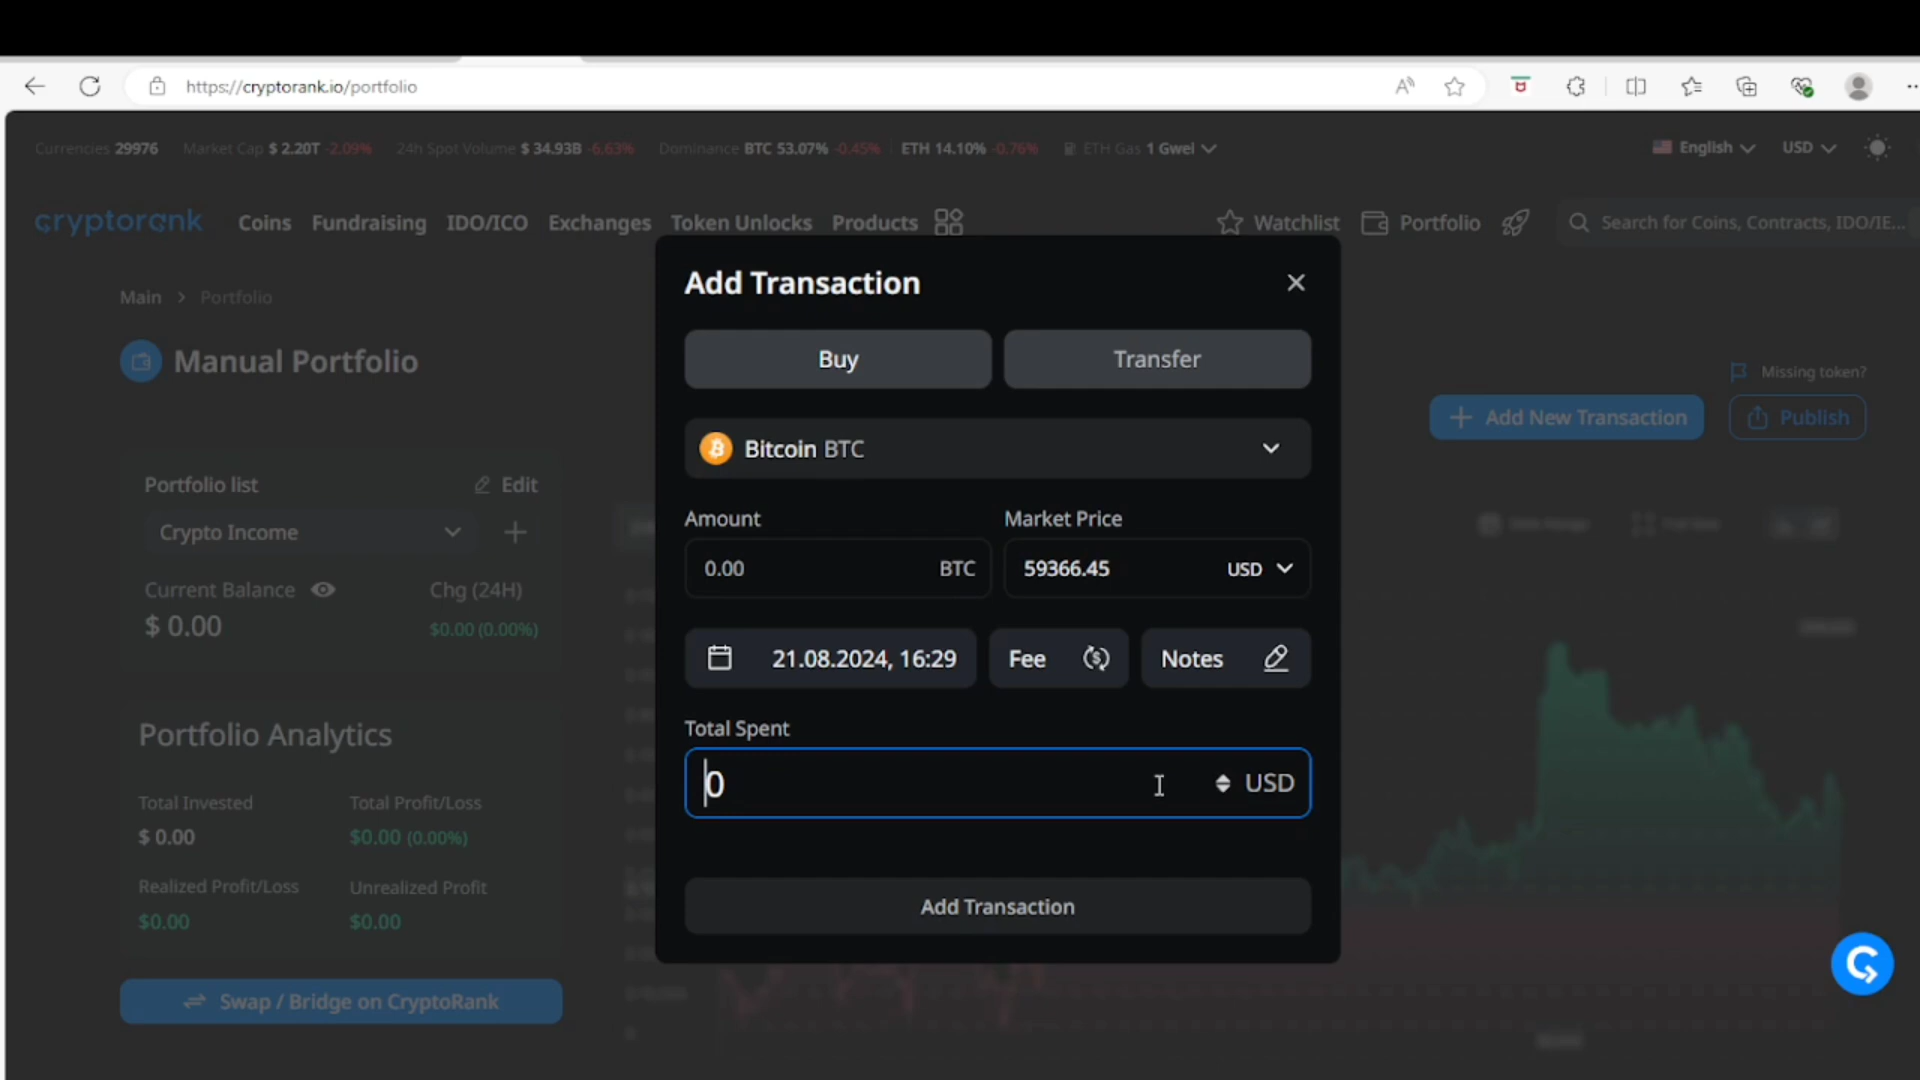 https://cryptorank.io/portfolio
Currencies 29976 Market Cap $ 2.20T -2.09% 24h Spot Volume $ 34.93B -6.63% Dominance BTC 53.07% -0.45% ETH 14.10% -0.76% ETH Gas 1 Gwei English USD
cryptorank Coins Fundraising IDO/ICO Exchanges Token Unlocks Products Watchlist Portfolio Search for Coins, Contracts, IDO/IE...
Main > Portfolio
Manual Portfolio
Missing token?
Add New Transaction Publish
Portfolio list Edit
Crypto Income
Current Balance Chg (24H)
$ 0.00 $0.00 (0.00%)
Portfolio Analytics
Total Invested Total Profit/Loss
$ 0.00 $0.00 (0.00%)
Realized Profit/Loss Unrealized Profit
$0.00 $0.00
Swap / Bridge on CryptoRank
Add Transaction
Buy Transfer
Bitcoin BTC
Amount Market Price
0.00 BTC 59366.45 USD
21.08.2024, 16:29 Fee Notes
Total Spent
0 USD
Add Transaction